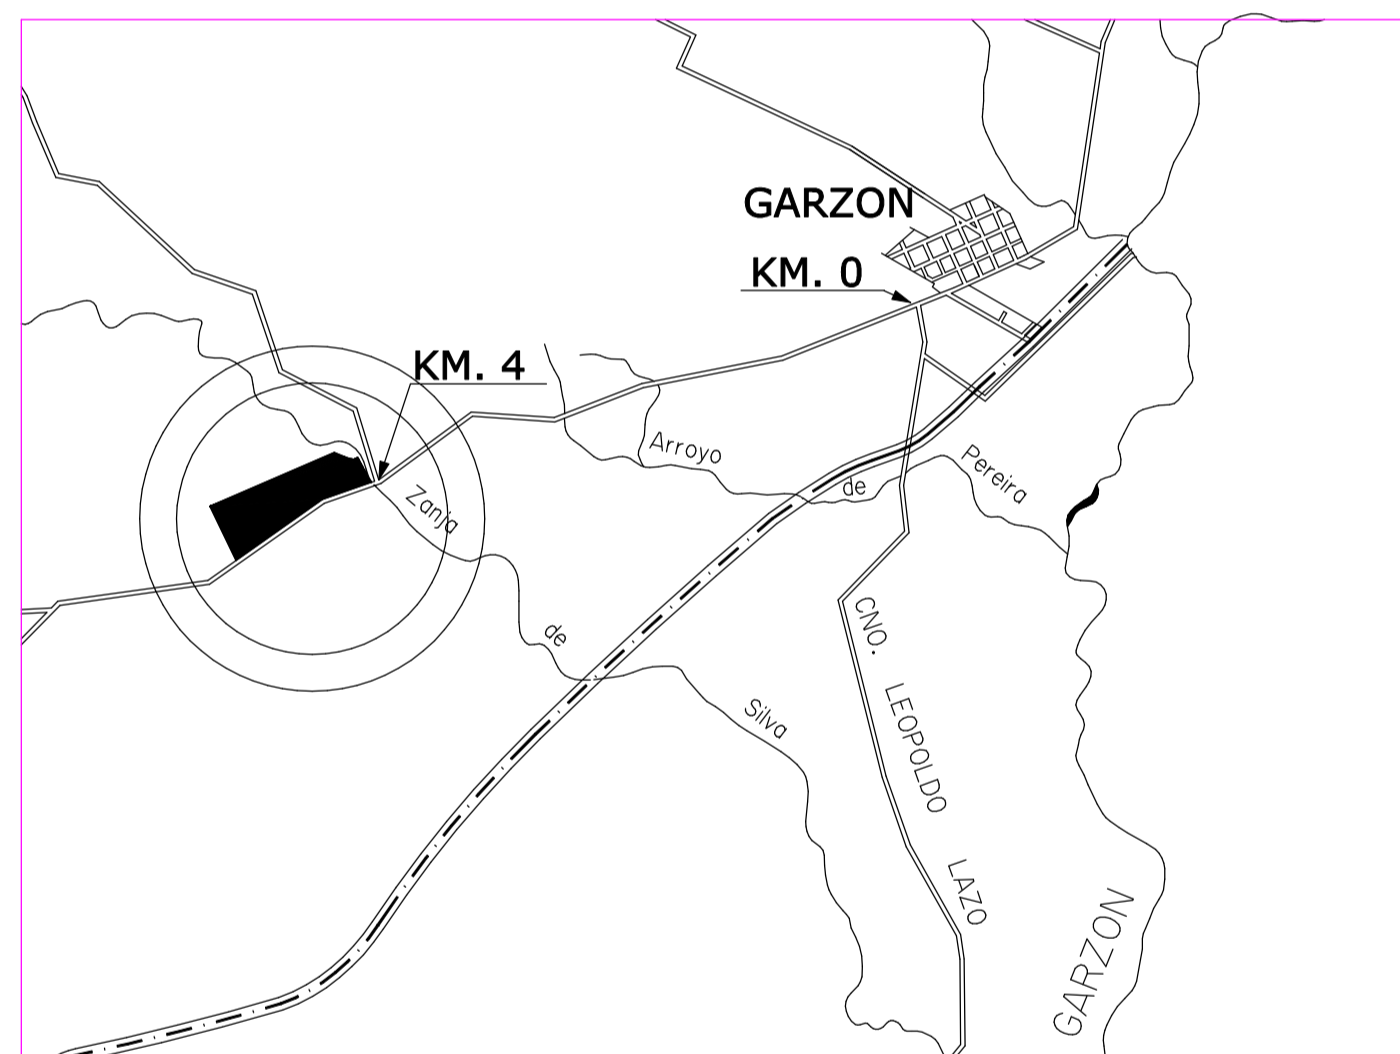 GARZON
KM. 0
KM. 4
Arroyo
de
Pereira
Zanja
de
Silva
CNO. LEOPOLDO LAZO
GARZON